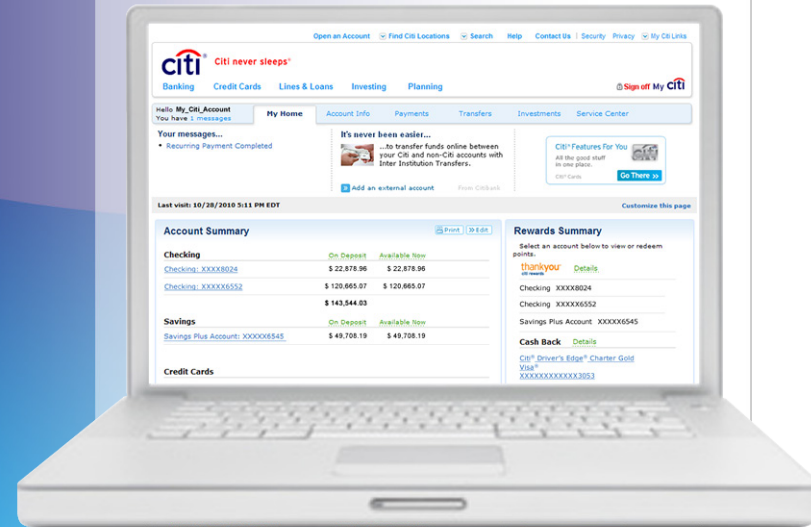 Open an Account Find Citi Locations Search Help Contact Us | Security Privacy My Citi Links
citi® Citi never sleeps®
Banking Credit Cards Lines & Loans Investing Planning Sign off My citi
Hello My_Citi_Account
You have 1 messages
My Home Account Info Payments Transfers Investments Service Center
Your messages...
• Recurring Payment Completed
It's never been easier...
...to transfer funds online between
your Citi and non-Citi accounts with
Inter Institution Transfers.
Add an external account From Citibank
Citi® Features For You
All the good stuff
in one place.
Citi® Cards Go There »
Last visit: 10/28/2010 5:11 PM EDT Customize this page
Account Summary Print » Edit
Checking On Deposit Available Now
Checking: XXXX8024 $ 22,878.96 $ 22,878.96
Checking: XXXXX6552 $ 120,665.07 $ 120,665.07
$ 143,544.03
Savings On Deposit Available Now
Savings Plus Account: XXXXX6545 $ 49,708.19 $ 49,708.19
Credit Cards
Rewards Summary
Select an account below to view or redeem
points.
thankyou® Details
citi rewards
Checking XXXX8024
Checking XXXXX6552
Savings Plus Account XXXXX6545
Cash Back Details
Citi® Driver's Edge® Charter Gold
Visa®
XXXXXXXXXXXX3053